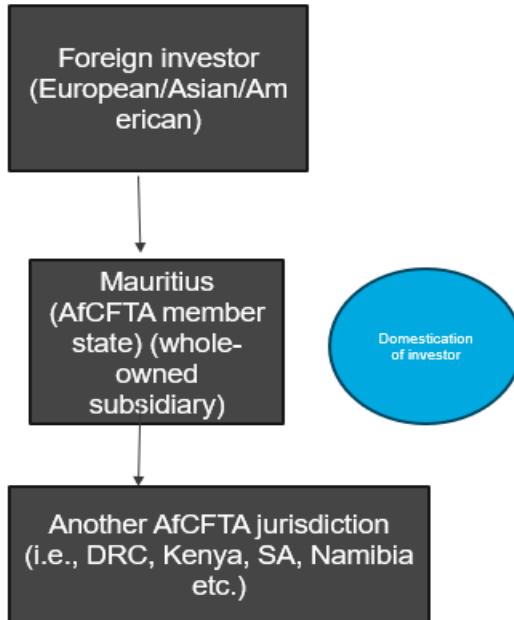 Foreign investor
(European/Asian/Am
erican)
Mauritius
(AfCFTA member
state) (whole-
owned
subsidiary)
Domestication
of investor
Another AfCFTA jurisdiction
(i.e., DRC, Kenya, SA, Namibia
etc.)